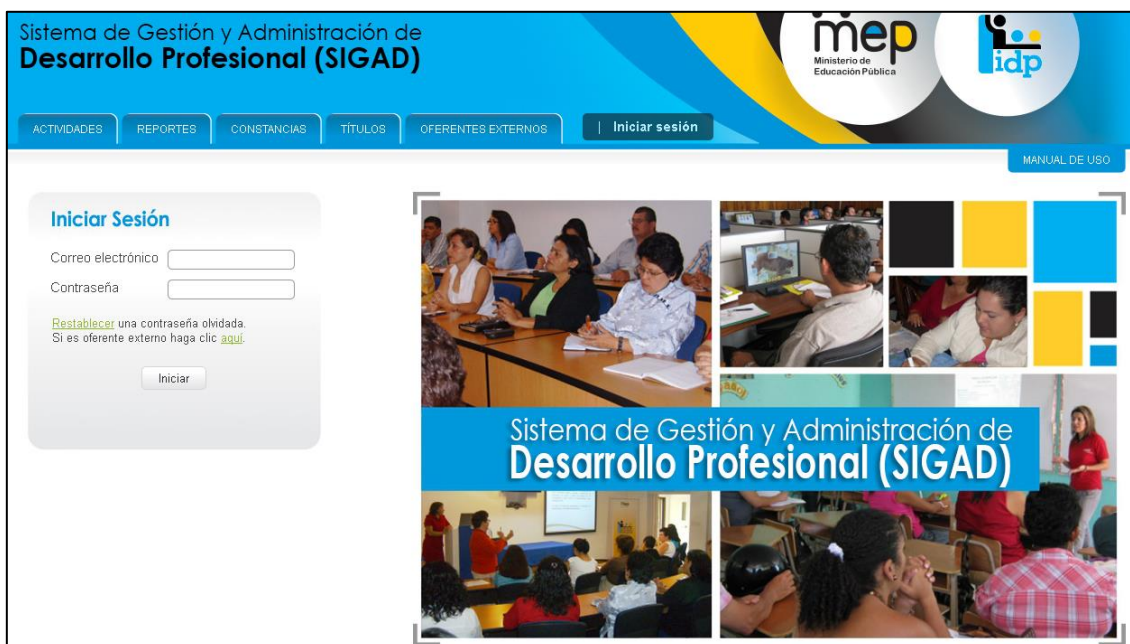 Sistema de Gestión y Administración de
Desarrollo Profesional (SIGAD)
mep
Ministerio de
Educación Pública
idp
ACTIVIDADES
REPORTES
CONSTANCIAS
TÍTULOS
OFERENTES EXTERNOS
| Iniciar sesión
MANUAL DE USO
Iniciar Sesión
Correo electrónico
Contraseña
Restablecer una contraseña olvidada.
Si es oferente externo haga clic aquí.
Iniciar
Sistema de Gestión y Administración de
Desarrollo Profesional (SIGAD)